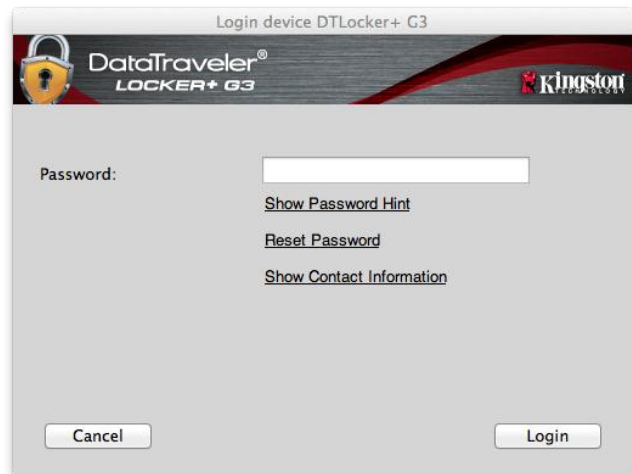 Login device DTLocker+ G3
DataTraveler®
LOCKER+ G3
Kingston
TECHNOLOGY
Password:
Show Password Hint
Reset Password
Show Contact Information
Cancel
Login